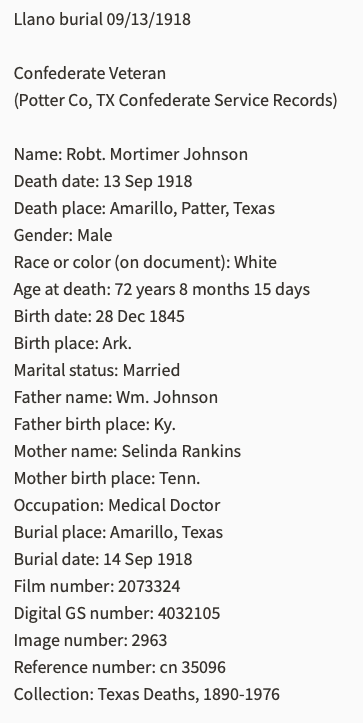 Llano burial 09/13/1918
Confederate Veteran
(Potter Co, TX Confederate Service Records)
Name: Robt. Mortimer Johnson
Death date: 13 Sep 1918
Death place: Amarillo, Patter, Texas
Gender: Male
Race or color (on document): White
Age at death: 72 years 8 months 15 days
Birth date: 28 Dec 1845
Birth place: Ark.
Marital status: Married
Father name: Wm. Johnson
Father birth place: Ky.
Mother name: Selinda Rankins
Mother birth place: Tenn.
Occupation: Medical Doctor
Burial place: Amarillo, Texas
Burial date: 14 Sep 1918
Film number: 2073324
Digital GS number: 4032105
Image number: 2963
Reference number: cn 35096
Collection: Texas Deaths, 1890-1976